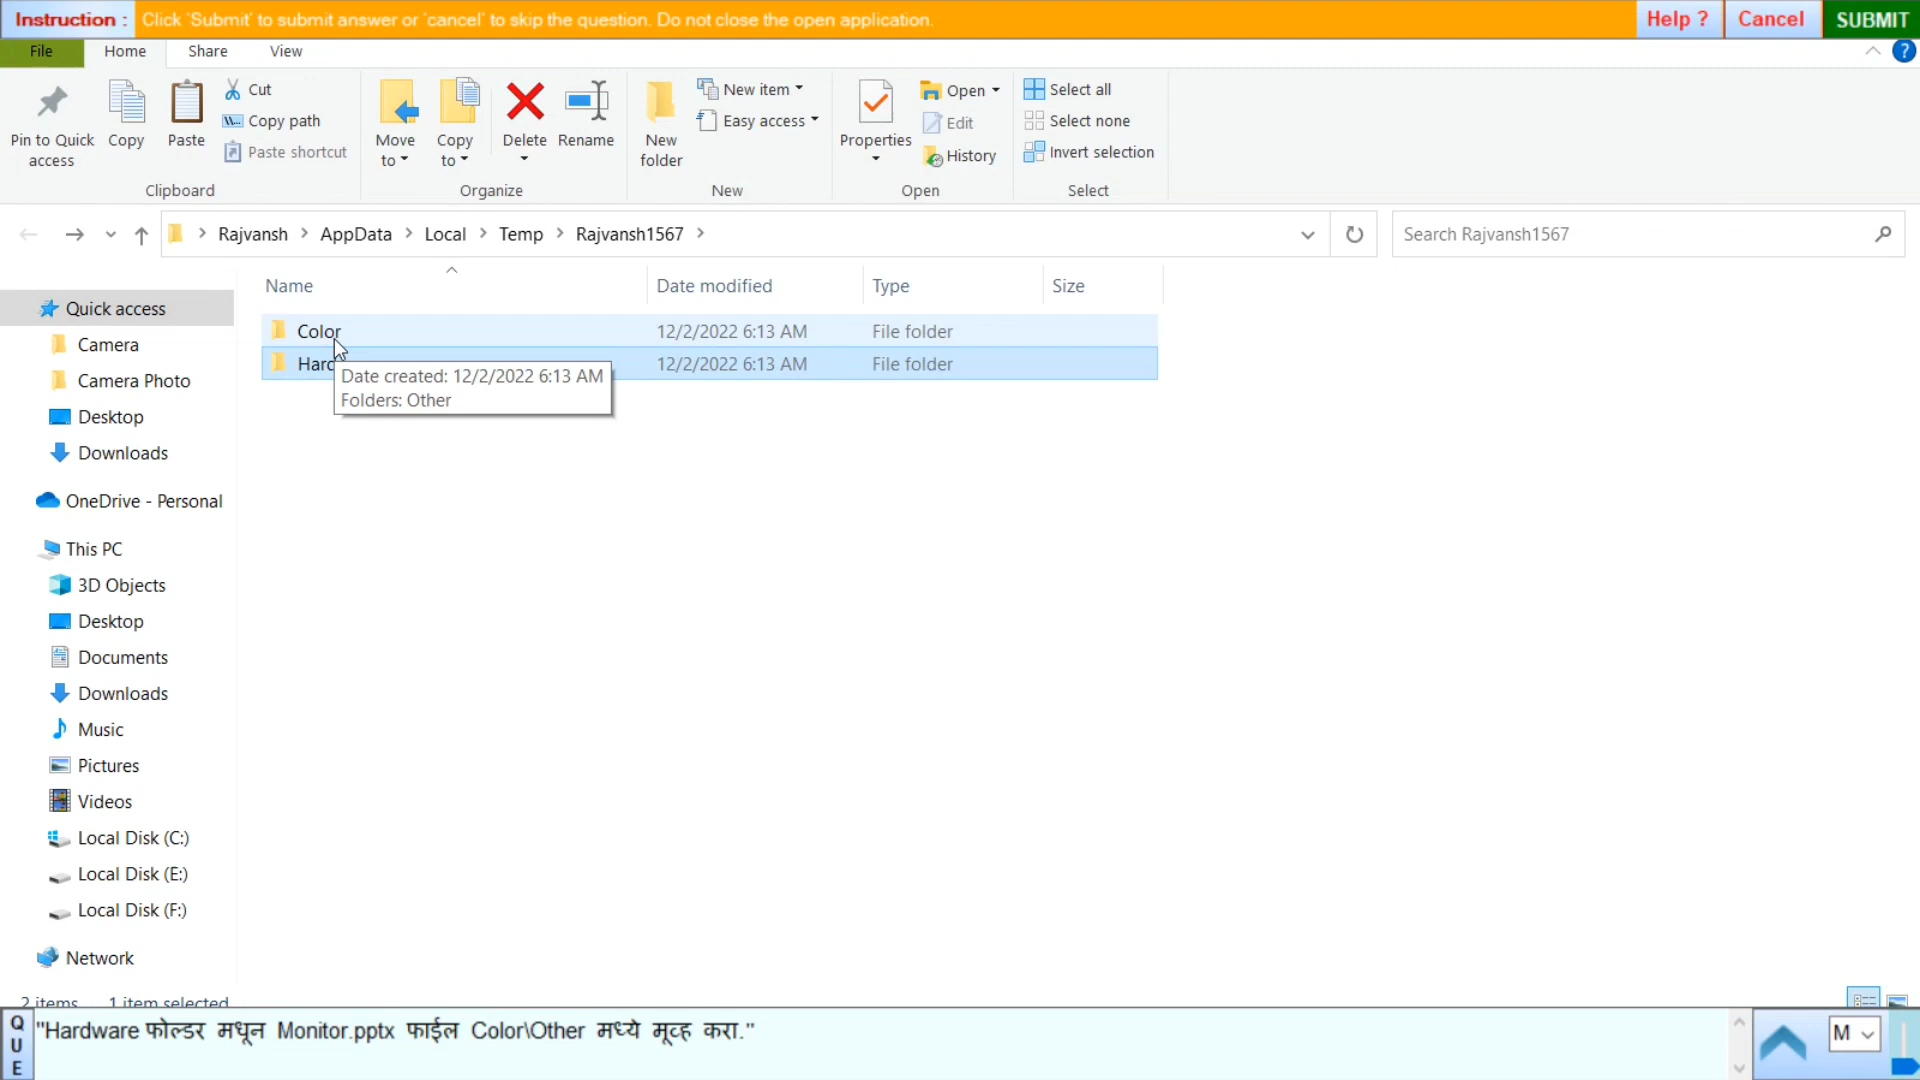 Instruction : Click 'Submit' to submit answer or 'cancel' to skip the question. Do not close the open application. Help ? Cancel SUBMIT
File Home Share View ?
Pin to Quick access
Copy
Paste
Cut
Copy path
Paste shortcut
Clipboard
Move to
Copy to
Delete
Rename
Organize
New folder
New item
Easy access
New
Properties
Open
Edit
History
Open
Select all
Select none
Invert selection
Select
Rajvansh > AppData > Local > Temp > Rajvansh1567 >
Search Rajvansh1567
Name Date modified Type Size
Color 12/2/2022 6:13 AM File folder
Hard 12/2/2022 6:13 AM File folder
Date created: 12/2/2022 6:13 AM
Folders: Other
Quick access
Camera
Camera Photo
Desktop
Downloads
OneDrive - Personal
This PC
3D Objects
Desktop
Documents
Downloads
Music
Pictures
Videos
Local Disk (C:)
Local Disk (E:)
Local Disk (F:)
Network
2 items 1 item selected
QUE
"Hardware फोल्डर मधून Monitor.pptx फाईल Color\Other मध्ये मूव्ह करा."
M